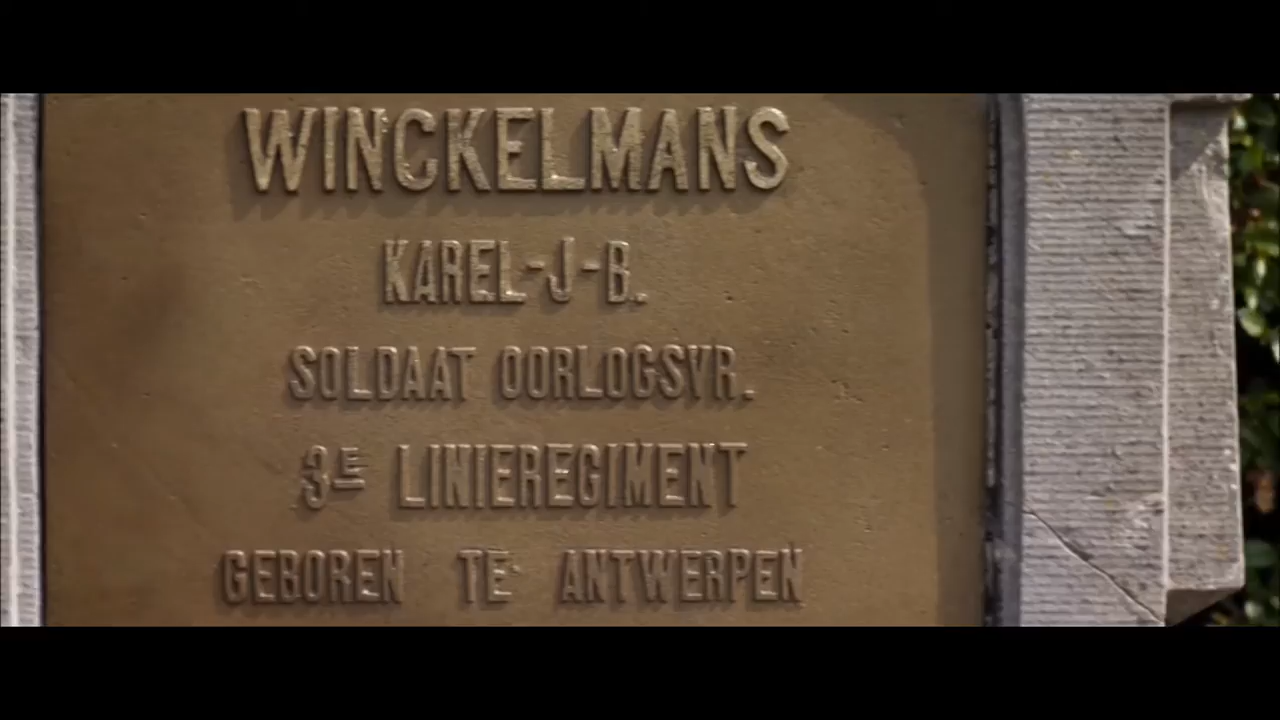 WINCKELMANS
KAREL-J-B.
SOLDAAT OORLOGSVR.
3E LINIEREGIMENT
GEBOREN TE ANTWERPEN